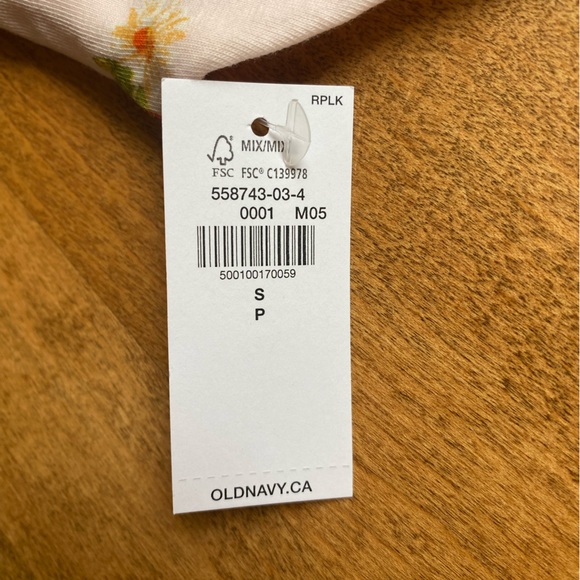 RPLK
MIX/MIX
FSC FSC® C139978
558743-03-4
0001 M05
500100170059
S
P
OLDNAVY.CA